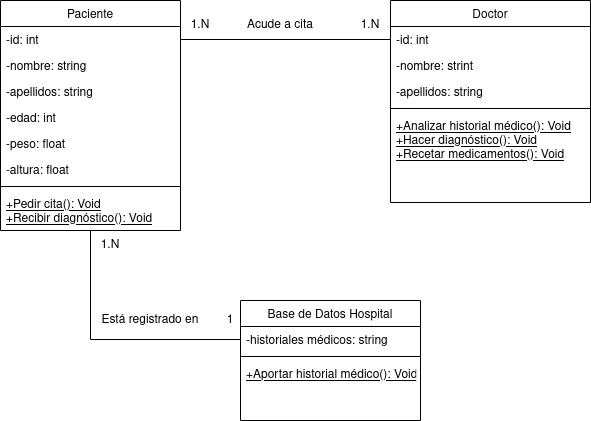 Paciente
-id: int
-nombre: string
-apellidos: string
-edad: int
-peso: float
-altura: float
+Pedir cita(): Void
+Recibir diagnóstico(): Void
1.N
Acude a cita
1.N
Doctor
-id: int
-nombre: strint
-apellidos: string
+Analizar historial médico(): Void
+Hacer diagnóstico(): Void
+Recetar medicamentos(): Void
1.N
Está registrado en
1
Base de Datos Hospital
-historiales médicos: string
+Aportar historial médico(): Void